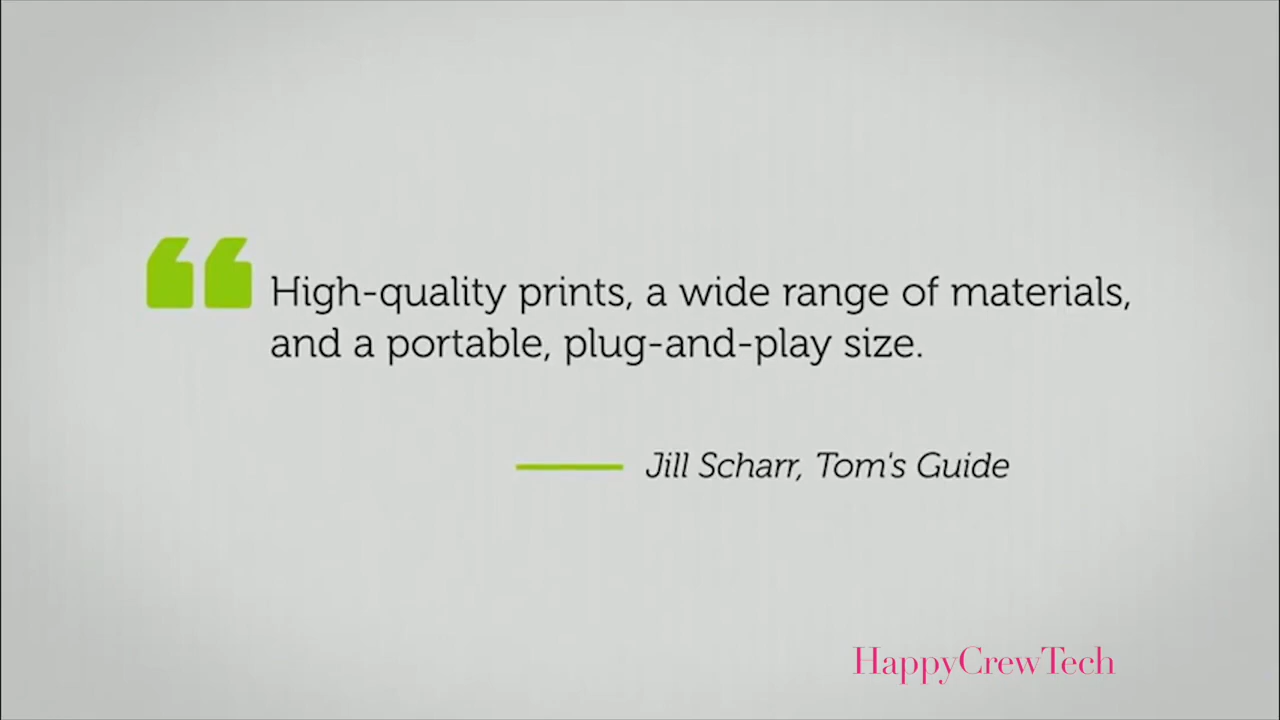 High-quality prints, a wide range of materials,
and a portable, plug-and-play size.
Jill Scharr, Tom's Guide
HappyCrewTech